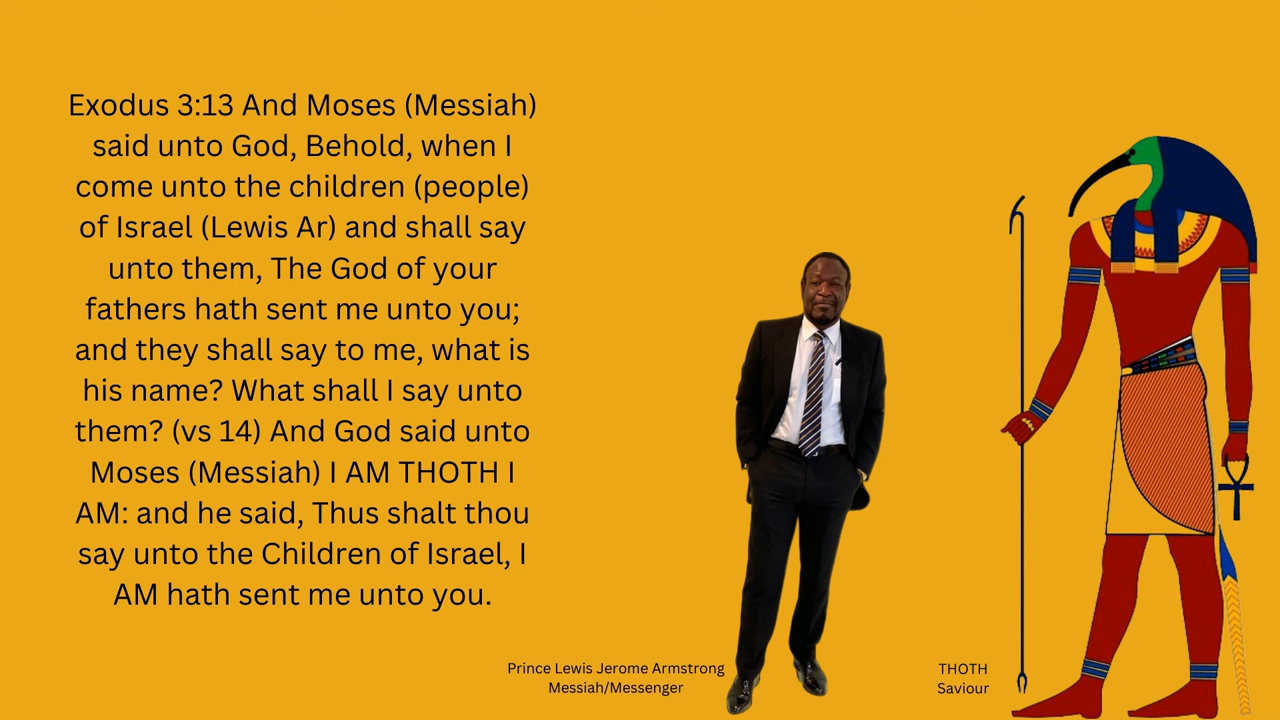 Exodus 3:13 And Moses (Messiah)
said unto God, Behold, when I
come unto the children (people)
of Israel (Lewis Ar) and shall say
unto them, The God of your
fathers hath sent me unto you;
and they shall say to me, what is
his name? What shall I say unto
them? (vs 14) And God said unto
Moses (Messiah) I AM THOTH I
AM: and he said, Thus shalt thou
say unto the Children of Israel, I
AM hath sent me unto you.
Prince Lewis Jerome Armstrong
Messiah/Messenger
THOTH
Saviour